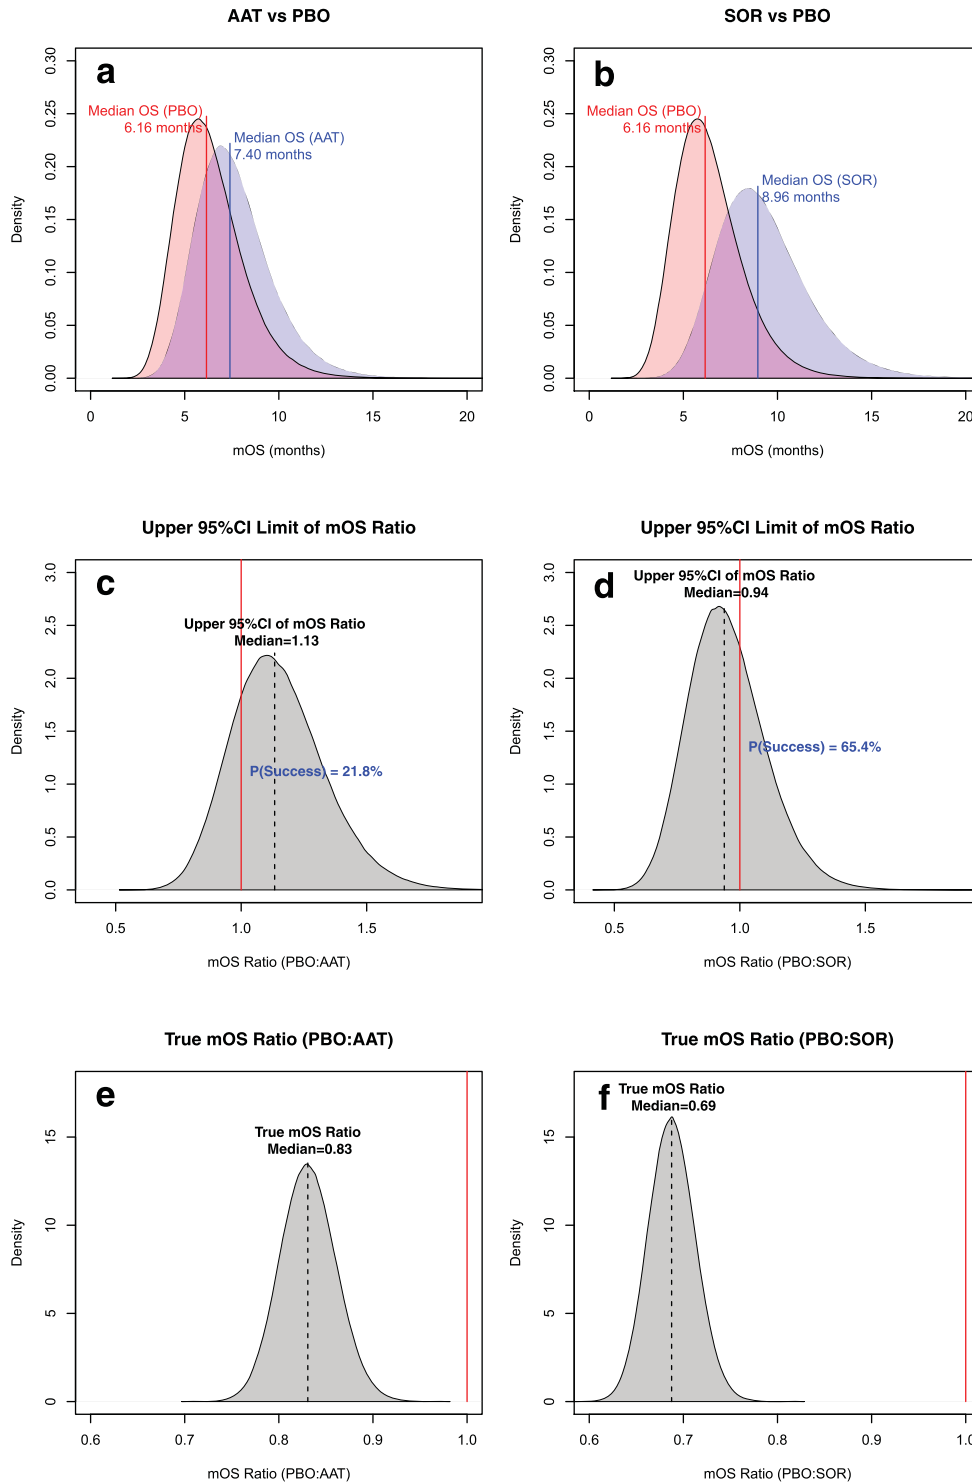 AAT vs PBO
a
Median OS (PBO)
6.16 months
Median OS (AAT)
7.40 months
Density
0.00
0.05
0.10
0.15
0.20
0.25
0.30
0
5
10
15
20
mOS (months)
SOR vs PBO
b
Median OS (PBO)
6.16 months
Median OS (SOR)
8.96 months
Density
0.00
0.05
0.10
0.15
0.20
0.25
0.30
0
5
10
15
20
mOS (months)
Upper 95%CI Limit of mOS Ratio
c
Upper 95%CI of mOS Ratio
Median=1.13
P(Success) = 21.8%
Density
0.0
0.5
1.0
1.5
2.0
2.5
3.0
0.5
1.0
1.5
mOS Ratio (PBO:AAT)
Upper 95%CI Limit of mOS Ratio
d
Upper 95%CI of mOS Ratio
Median=0.94
P(Success) = 65.4%
Density
0.0
0.5
1.0
1.5
2.0
2.5
3.0
0.5
1.0
1.5
mOS Ratio (PBO:SOR)
True mOS Ratio (PBO:AAT)
e
True mOS Ratio
Median=0.83
Density
0
5
10
15
0.6
0.7
0.8
0.9
1.0
mOS Ratio (PBO:AAT)
True mOS Ratio (PBO:SOR)
f
True mOS Ratio
Median=0.69
Density
0
5
10
15
0.6
0.7
0.8
0.9
1.0
mOS Ratio (PBO:SOR)